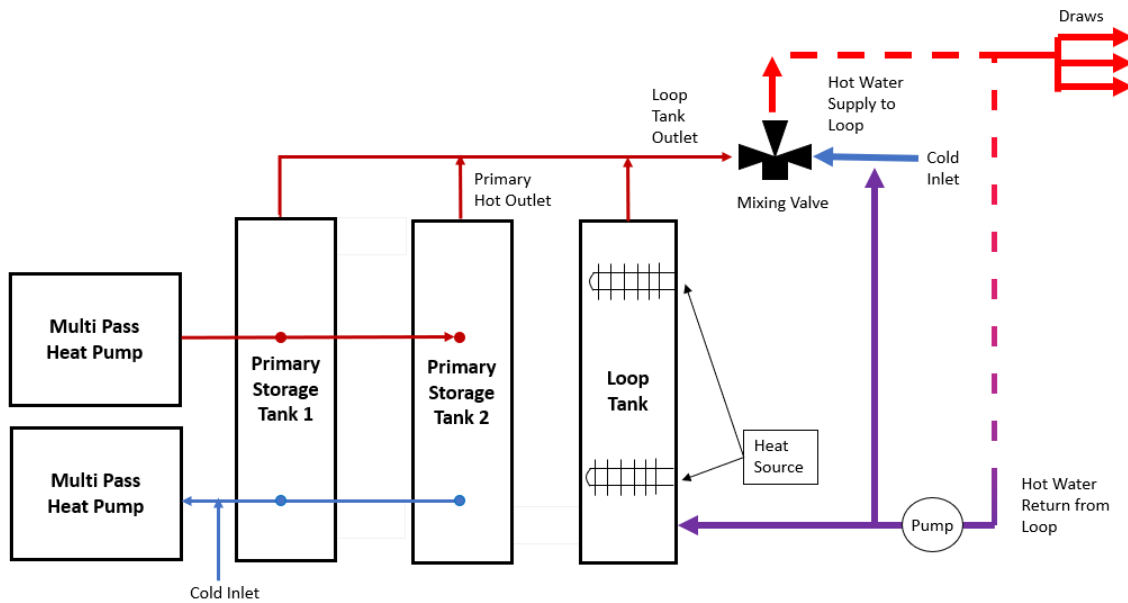 Draws
Loop
Tank
Outlet
Hot Water
Supply to
Loop
Cold
Inlet
Primary
Hot Outlet
Mixing Valve
Multi Pass
Heat Pump
Primary
Storage
Tank 1
Primary
Storage
Tank 2
Loop
Tank
Heat
Source
Multi Pass
Heat Pump
Pump
Hot Water
Return from
Loop
Cold Inlet